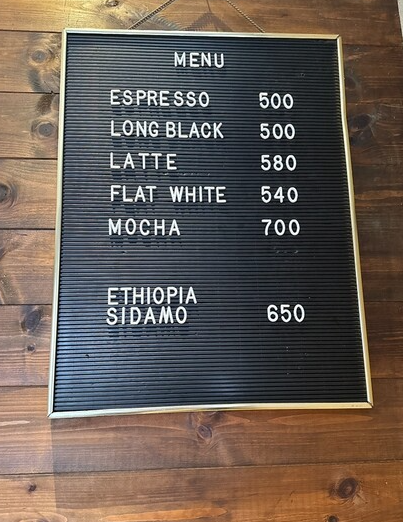 MENU
ESPRESSO 500
LONG BLACK 500
LATTE 580
FLAT WHITE 540
MOCHA 700
ETHIOPIA
SIDAMO 650